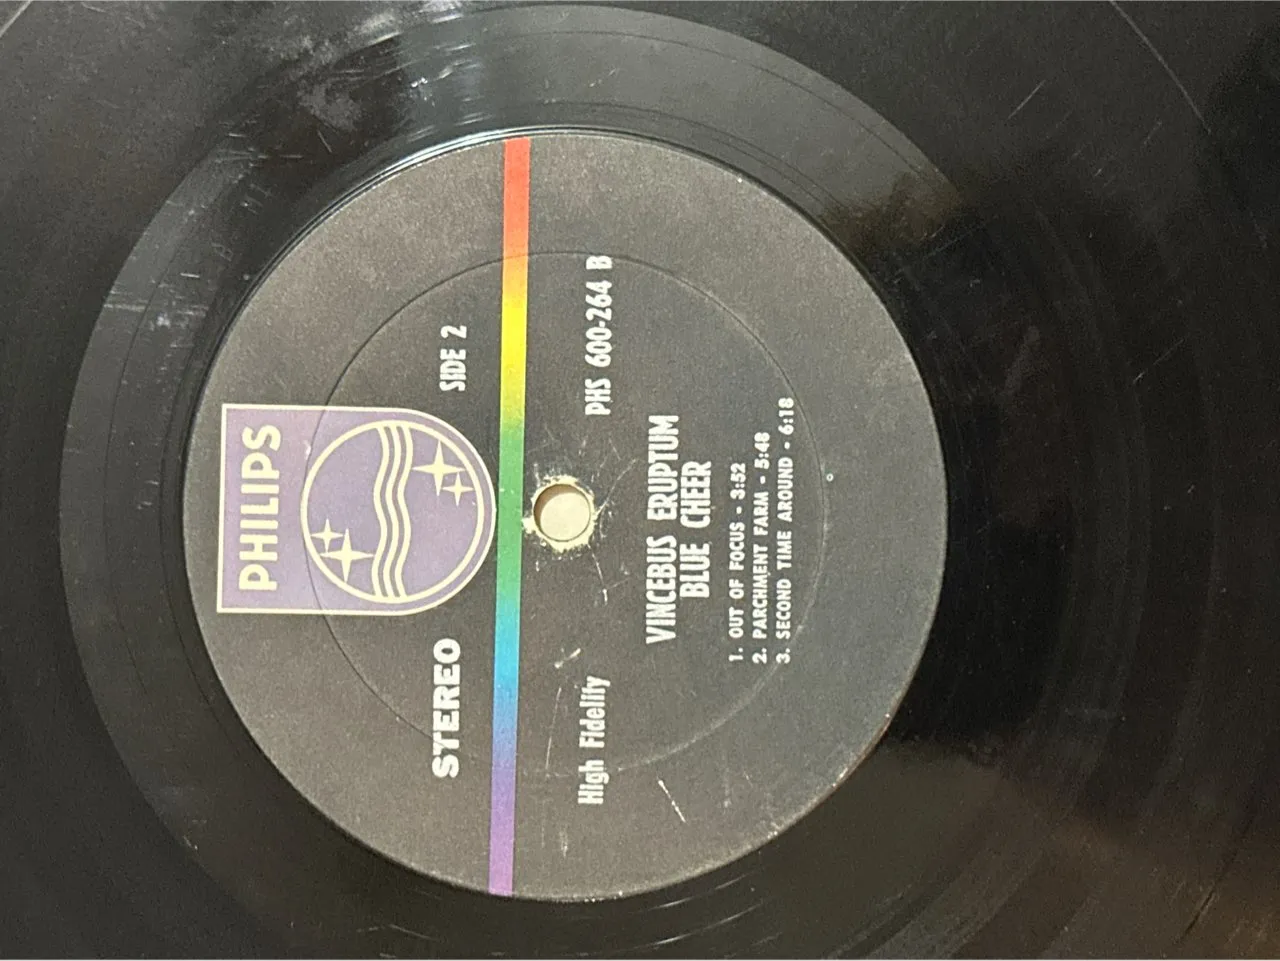 PHILIPS
STEREO SIDE 2
High Fidelity PHS 600-264 B
VINCEBUS ERUPTUM
BLUE CHEER
1. OUT OF FOCUS - 3:52
2. PARCHMENT FARM - 5:48
3. SECOND TIME AROUND - 6:18